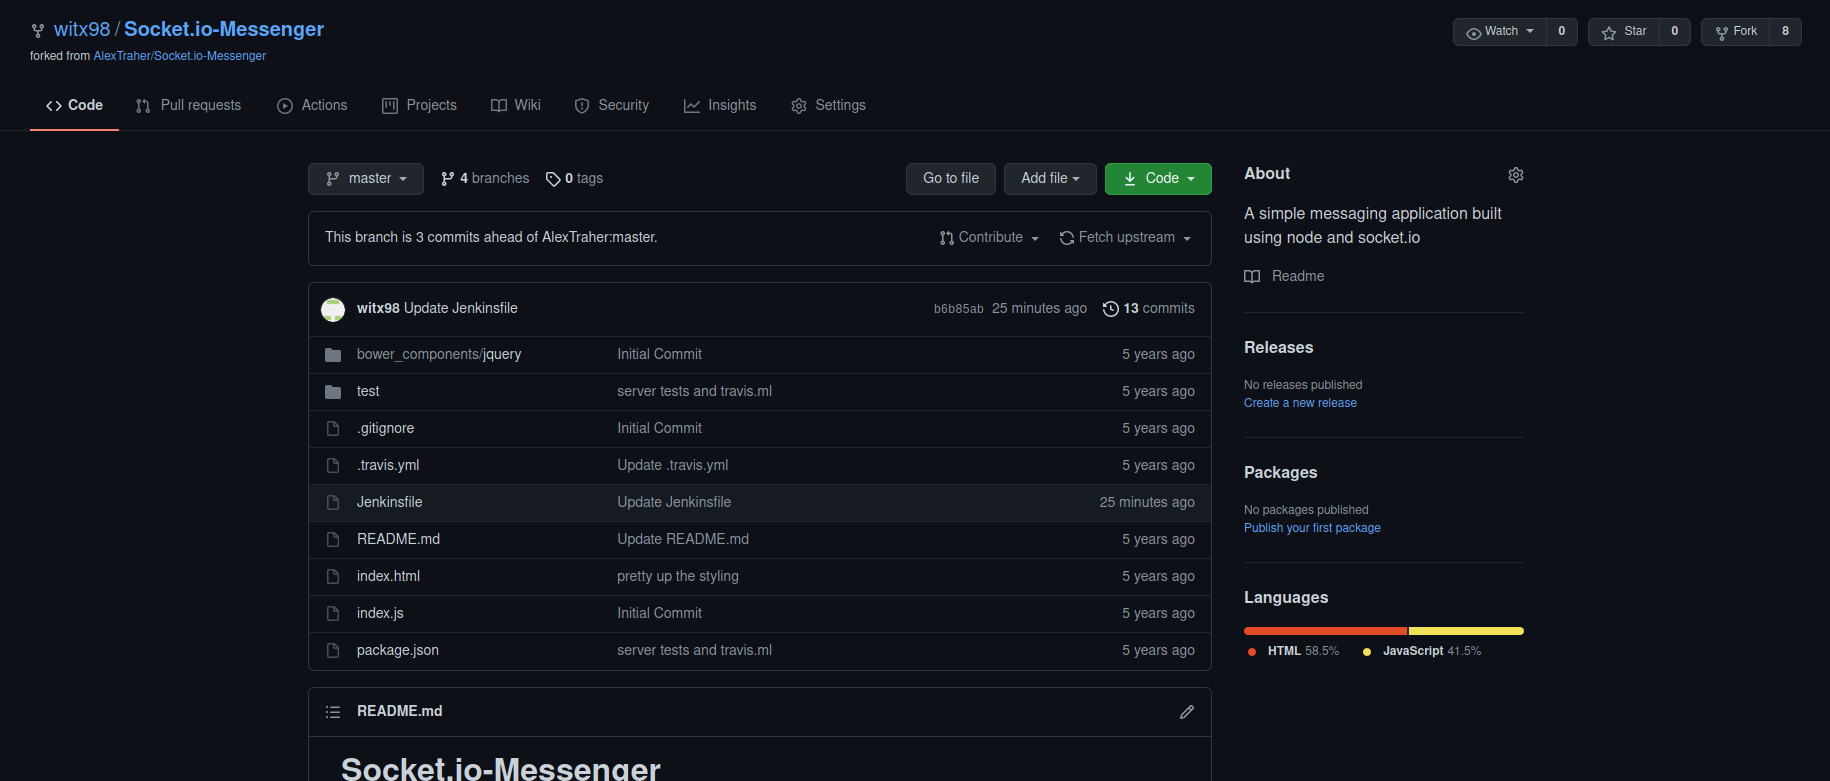 witx98 / Socket.io-Messenger
forked from AlexTraher/Socket.io-Messenger
Watch 0 Star 0 Fork 8
Code Pull requests Actions Projects Wiki Security Insights Settings
master 4 branches 0 tags Go to file Add file Code
This branch is 3 commits ahead of AlexTraher:master. Contribute Fetch upstream
witx98 Update Jenkinsfile b6b85ab 25 minutes ago 13 commits
bower_components/jquery Initial Commit 5 years ago
test server tests and travis.ml 5 years ago
.gitignore Initial Commit 5 years ago
.travis.yml Update .travis.yml 5 years ago
Jenkinsfile Update Jenkinsfile 25 minutes ago
README.md Update README.md 5 years ago
index.html pretty up the styling 5 years ago
index.js Initial Commit 5 years ago
package.json server tests and travis.ml 5 years ago
README.md
Socket.io-Messenger
About
A simple messaging application built
using node and socket.io
Readme
Releases
No releases published
Create a new release
Packages
No packages published
Publish your first package
Languages
HTML 58.5% JavaScript 41.5%